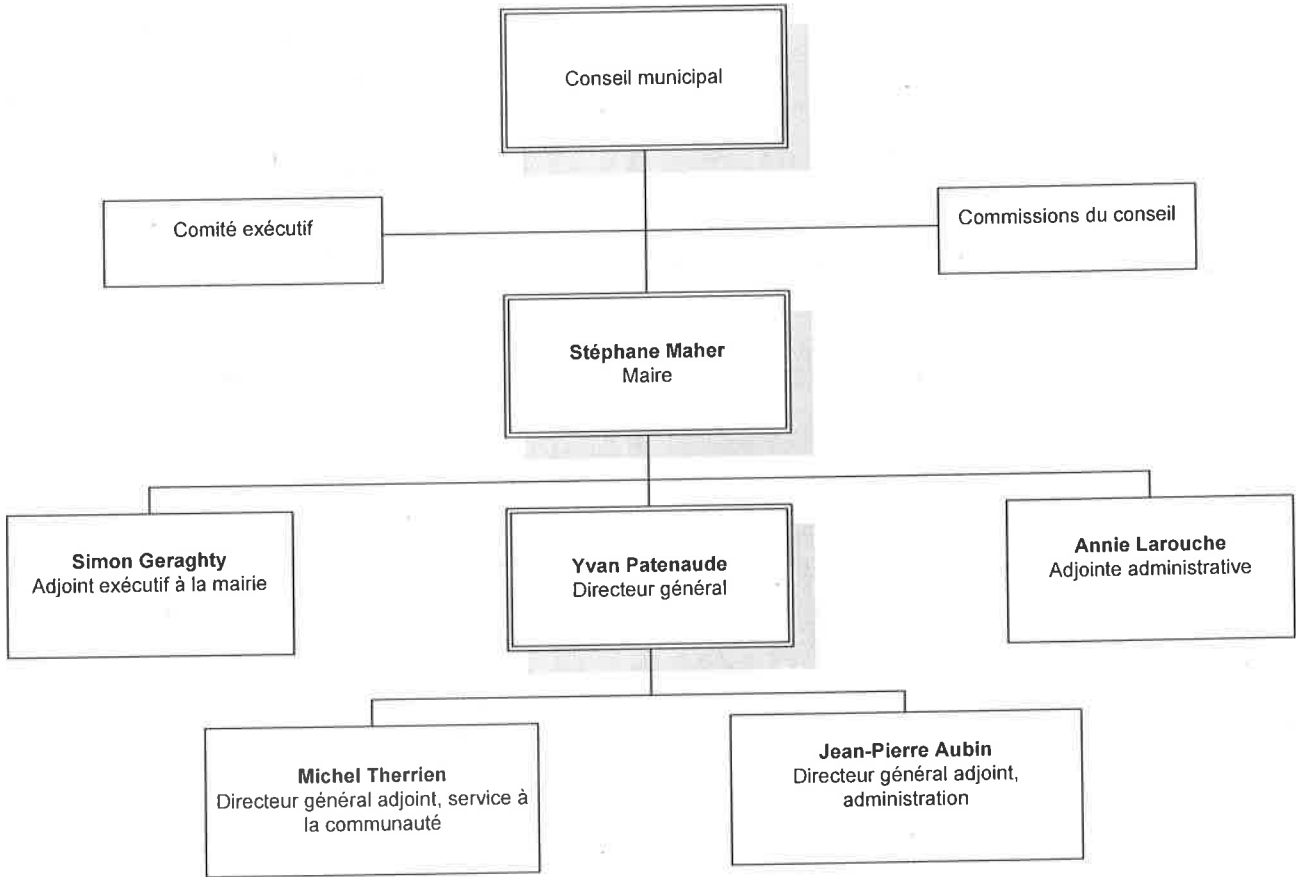 Conseil municipal
Comité exécutif
Commissions du conseil
Stéphane Maher
Maire
Simon Geraghty
Adjoint exécutif à la mairie
Yvan Patenaude
Directeur général
Annie Larouche
Adjointe administrative
Michel Therrien
Directeur général adjoint, service à
la communauté
Jean-Pierre Aubin
Directeur général adjoint,
administration